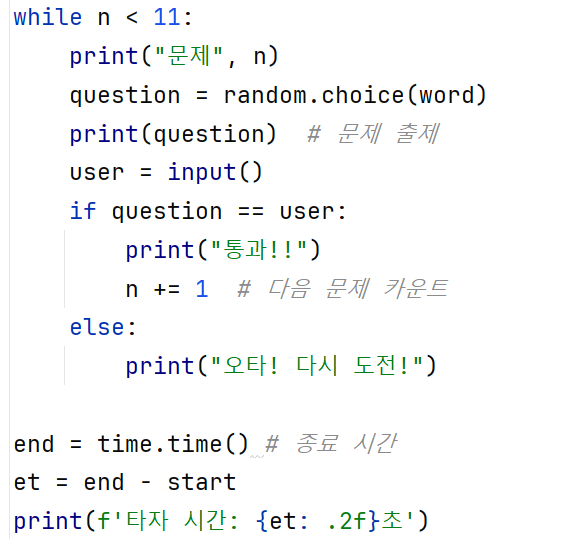 while n < 11:
    print("문제", n)
    question = random.choice(word)
    print(question)  # 문제 출제
    user = input()
    if question == user:
        print("통과!!")
        n += 1  # 다음 문제 카운트
    else:
        print("오타! 다시 도전!")

end = time.time() # 종료 시간
et = end - start
print(f'타자 시간: {et: .2f}초')